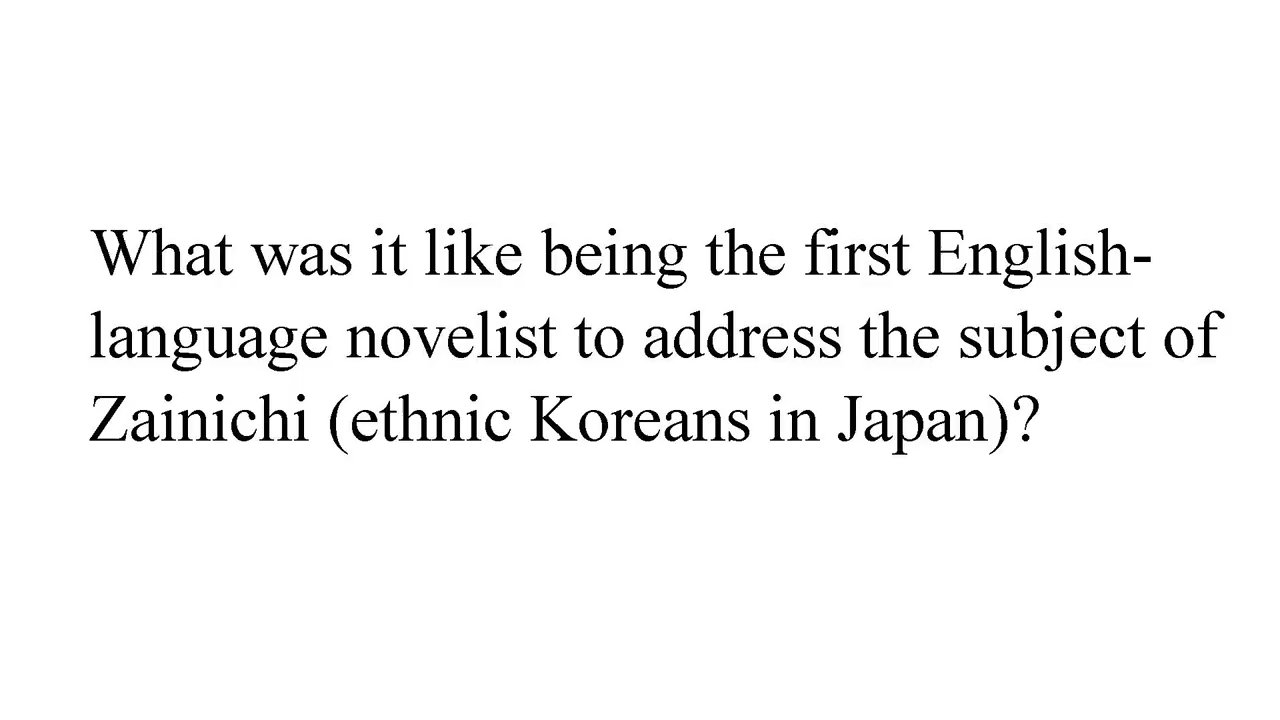 What was it like being the first English-
language novelist to address the subject of
Zainichi (ethnic Koreans in Japan)?